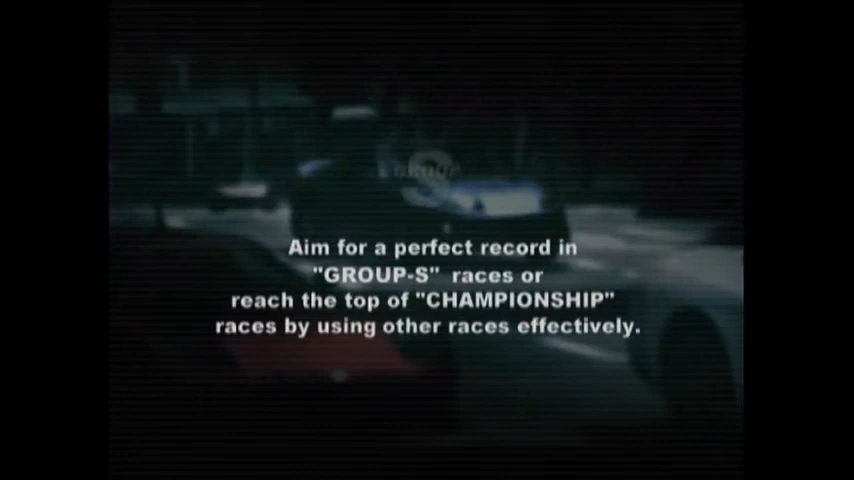 GROUP
S
Aim for a perfect record in
"GROUP-S" races or
reach the top of "CHAMPIONSHIP"
races by using other races effectively.